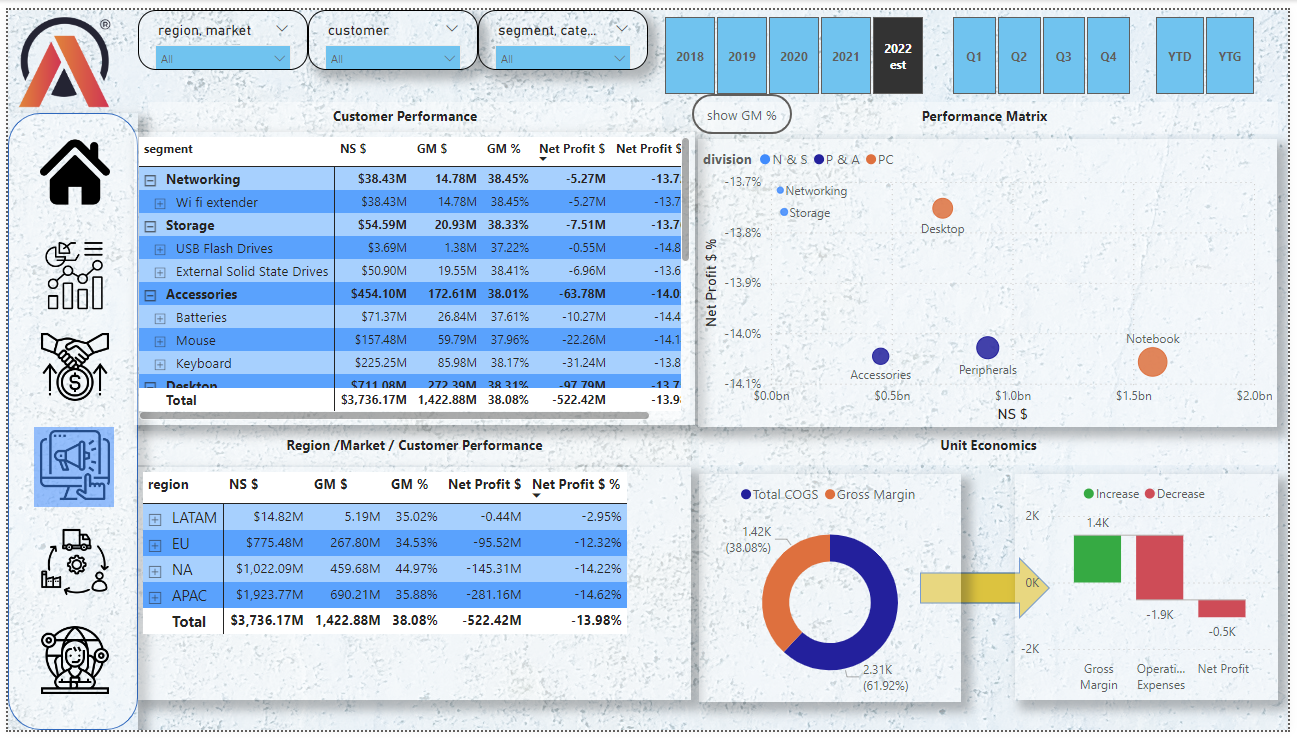 ®
region, market
All
customer
All
segment, cate...
All
2018 2019 2020 2021 2022 est
Q1 Q2 Q3 Q4
YTD YTG
Customer Performance
segment NS $ GM $ GM % Net Profit $ Net Profit $
Networking $38.43M 14.78M 38.45% -5.27M -13.7
Wi fi extender $38.43M 14.78M 38.45% -5.27M -13.7
Storage $54.59M 20.93M 38.33% -7.51M -13.7
USB Flash Drives $3.69M 1.38M 37.22% -0.55M -14.8
External Solid State Drives $50.90M 19.55M 38.41% -6.96M -13.6
Accessories $454.10M 172.61M 38.01% -63.78M -14.0
Batteries $71.37M 26.84M 37.61% -10.27M -14.4
Mouse $157.48M 59.79M 37.96% -22.26M -14.1
Keyboard $225.25M 85.98M 38.17% -31.24M -13.8
Desktop $711.08M 272.39M 38.31% -97.79M -13.7
Total $3,736.17M 1,422.88M 38.08% -522.42M -13.98
show GM %
Performance Matrix
division N & S P & A PC
Net Profit $ %
-13.7%
-13.8%
-13.9%
-14.0%
-14.1%
Networking
Storage
Desktop
Notebook
Peripherals
Accessories
$0.0bn $0.5bn $1.0bn $1.5bn $2.0bn
NS $
Region /Market / Customer Performance
region NS $ GM $ GM % Net Profit $ Net Profit $ %
LATAM $14.82M 5.19M 35.02% -0.44M -2.95%
EU $775.48M 267.80M 34.53% -95.52M -12.32%
NA $1,022.09M 459.68M 44.97% -145.31M -14.22%
APAC $1,923.77M 690.21M 35.88% -281.16M -14.62%
Total $3,736.17M 1,422.88M 38.08% -522.42M -13.98%
Unit Economics
Total COGS Gross Margin
1.42K
(38.08%)
2.31K
(61.92%)
Increase Decrease
2K
0K
-2K
1.4K
-1.9K
-0.5K
Gross Margin
Operati... Expenses
Net Profit